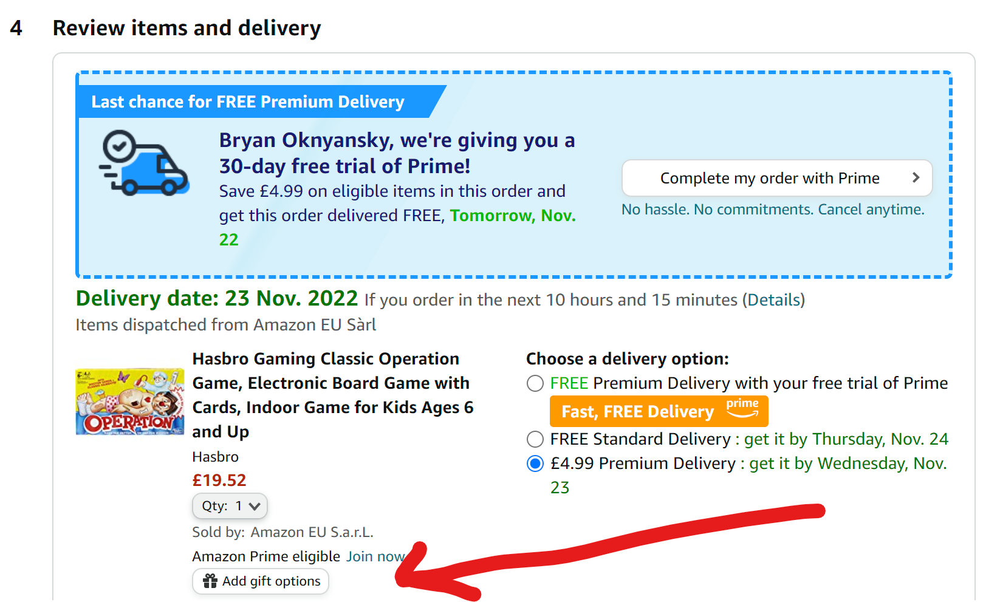 4 Review items and delivery
Last chance for FREE Premium Delivery
Bryan Oknyansky, we're giving you a
30-day free trial of Prime!
Save £4.99 on eligible items in this order and
get this order delivered FREE, Tomorrow, Nov.
22
Complete my order with Prime
No hassle. No commitments. Cancel anytime.
Delivery date: 23 Nov. 2022 If you order in the next 10 hours and 15 minutes (Details)
Items dispatched from Amazon EU Sàrl
OPERATION
Hasbro Gaming Classic Operation
Game, Electronic Board Game with
Cards, Indoor Game for Kids Ages 6
and Up
Hasbro
£19.52
Qty: 1
Sold by: Amazon EU S.a.r.L.
Amazon Prime eligible Join now
Add gift options
Choose a delivery option:
FREE Premium Delivery with your free trial of Prime
Fast, FREE Delivery prime
FREE Standard Delivery : get it by Thursday, Nov. 24
£4.99 Premium Delivery : get it by Wednesday, Nov.
23